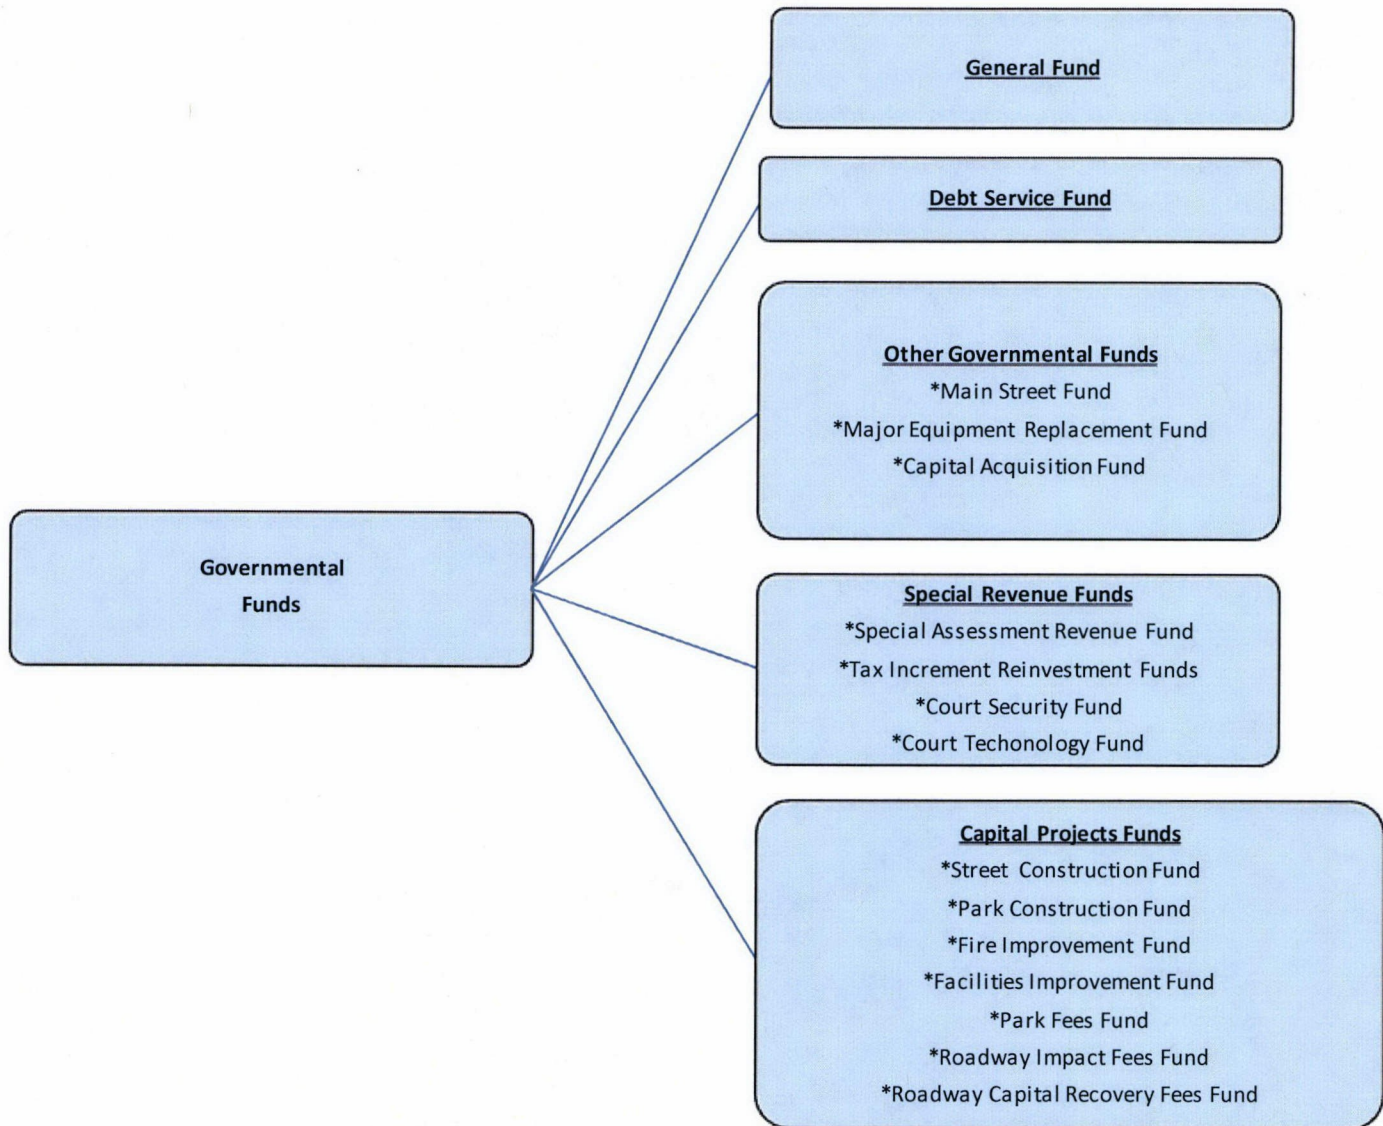 General Fund
Debt Service Fund
Other Governmental Funds
*Main Street Fund
*Major Equipment Replacement Fund
*Capital Acquisition Fund
Governmental
Funds
Special Revenue Funds
*Special Assessment Revenue Fund
*Tax Increment Reinvestment Funds
*Court Security Fund
*Court Techonology Fund
Capital Projects Funds
*Street Construction Fund
*Park Construction Fund
*Fire Improvement Fund
*Facilities Improvement Fund
*Park Fees Fund
*Roadway Impact Fees Fund
*Roadway Capital Recovery Fees Fund